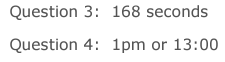 Question 3: 168 seconds
Question 4: 1pm or 13:00